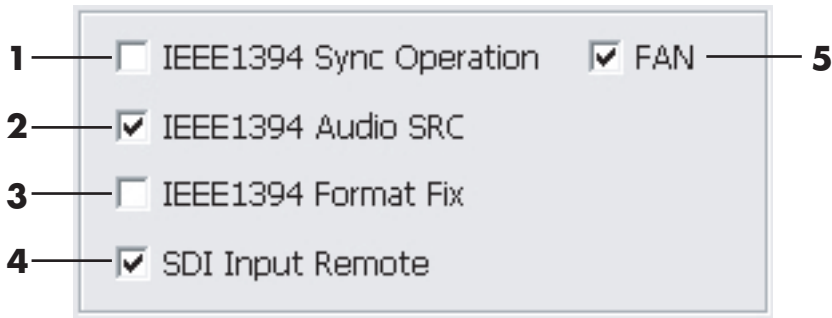 1 IEEE1394 Sync Operation FAN 5
2 IEEE1394 Audio SRC
3 IEEE1394 Format Fix
4 SDI Input Remote